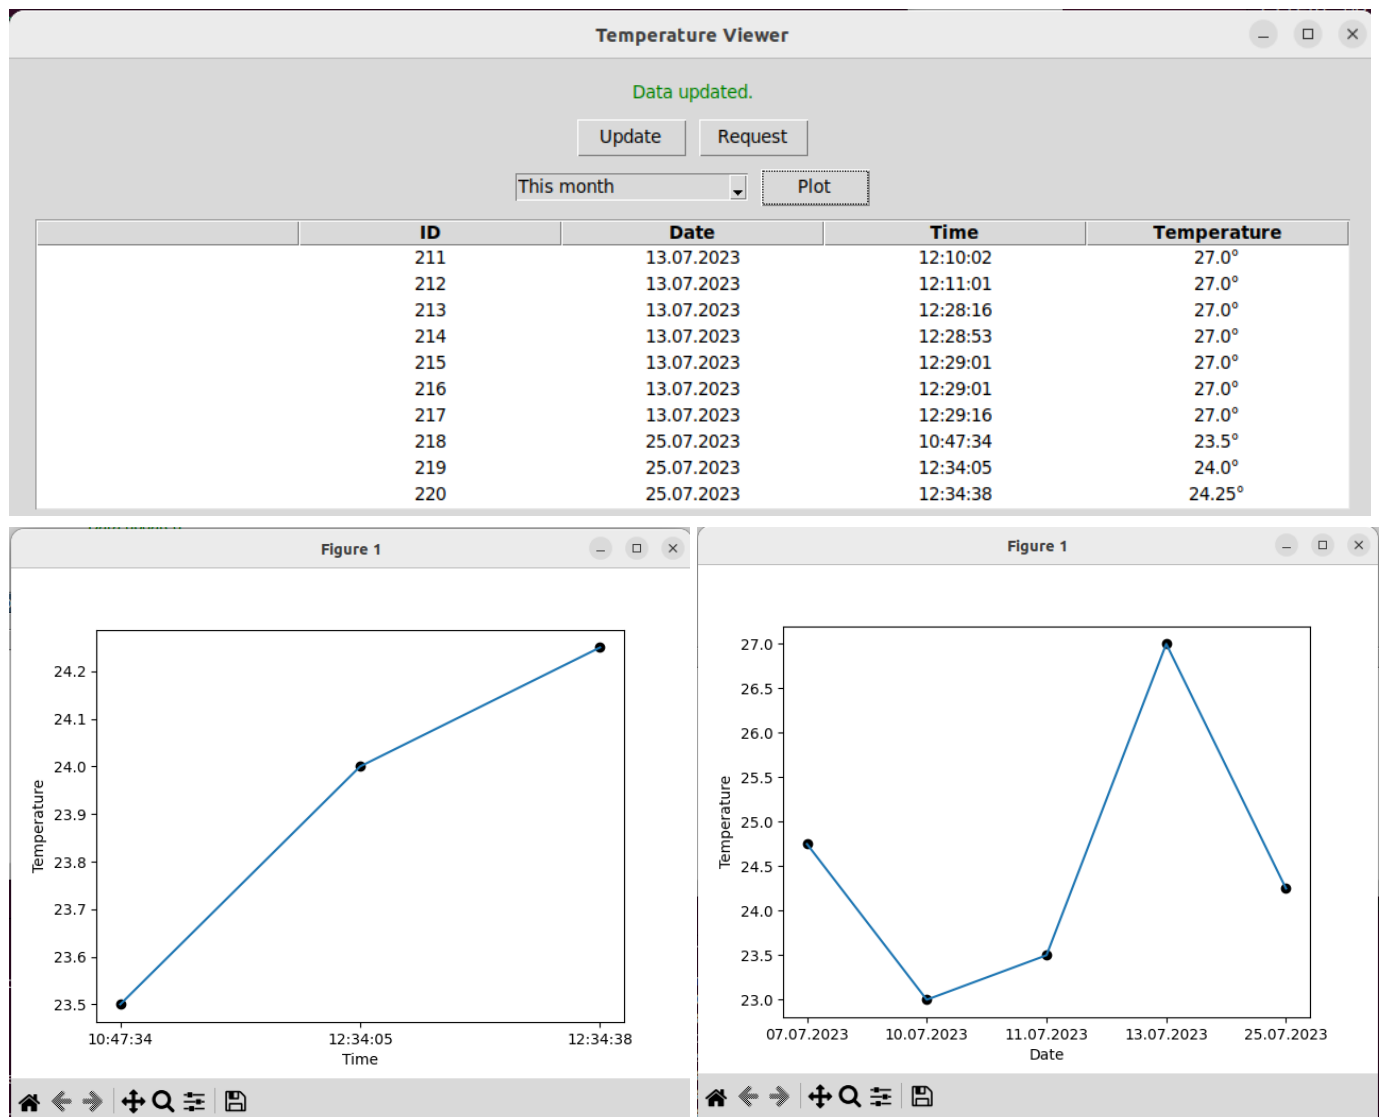 Temperature Viewer
Data updated.
Update Request
This month Plot
ID Date Time Temperature
211 13.07.2023 12:10:02 27.0°
212 13.07.2023 12:11:01 27.0°
213 13.07.2023 12:28:16 27.0°
214 13.07.2023 12:28:53 27.0°
215 13.07.2023 12:29:01 27.0°
216 13.07.2023 12:29:01 27.0°
217 13.07.2023 12:29:16 27.0°
218 25.07.2023 10:47:34 23.5°
219 25.07.2023 12:34:05 24.0°
220 25.07.2023 12:34:38 24.25°
Figure 1
24.2
24.1
24.0
23.9
23.8
23.7
23.6
23.5
Temperature
10:47:34 12:34:05 12:34:38
Time
Figure 1
27.0
26.5
26.0
25.5
25.0
24.5
24.0
23.5
23.0
Temperature
07.07.2023 10.07.2023 11.07.2023 13.07.2023 25.07.2023
Date